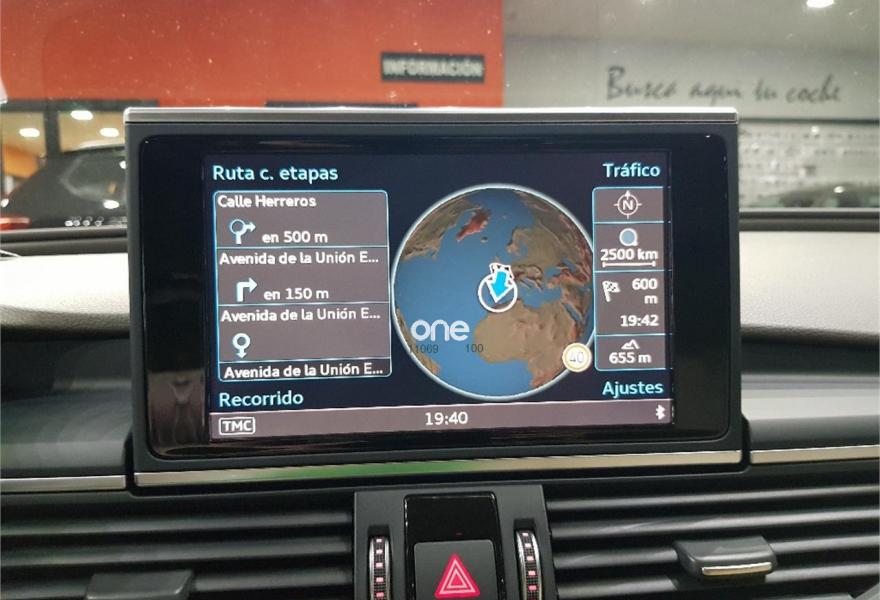 INFORMACIÓN
Busca aquí tu coche
Ruta c. etapas
Tráfico
Calle Herreros
en 500 m
Avenida de la Unión E...
en 150 m
Avenida de la Unión E...
Avenida de la Unión E...
N
2500 km
600
m
19:42
655 m
40
one
11069 100
Recorrido
Ajustes
TMC
19:40